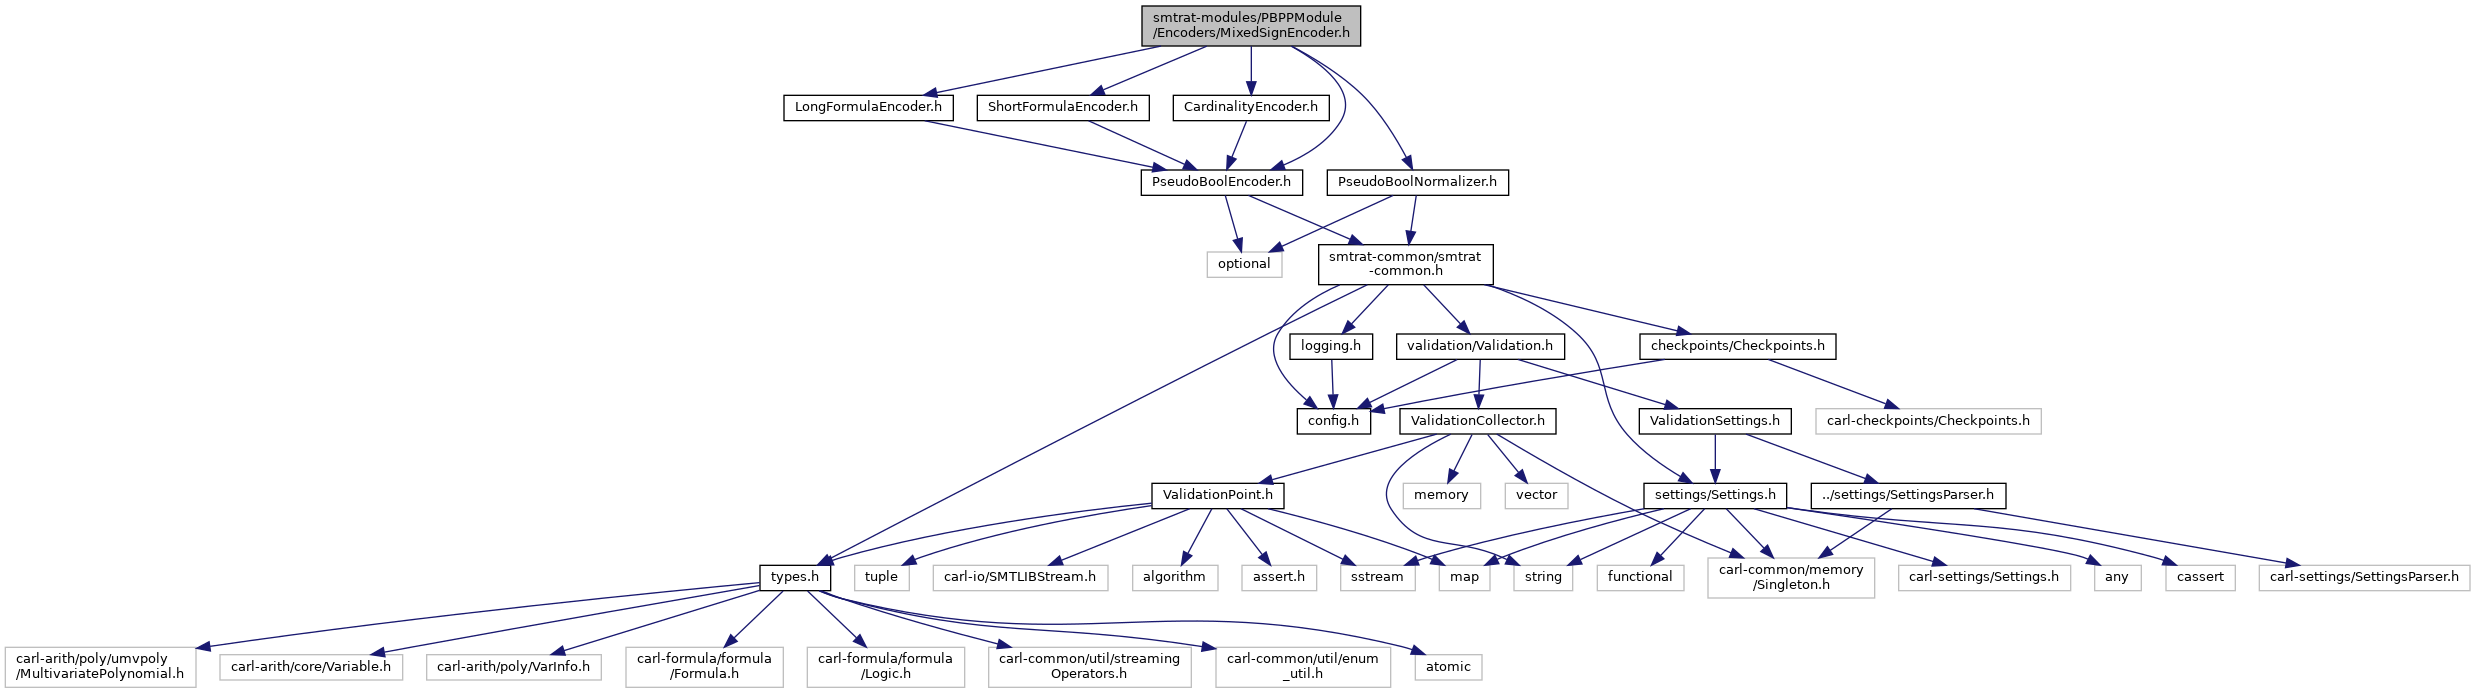 smtrat-modules/PBPPModule
/Encoders/MixedSignEncoder.h
LongFormulaEncoder.h
ShortFormulaEncoder.h
CardinalityEncoder.h
PseudoBoolEncoder.h
PseudoBoolNormalizer.h
optional
smtrat-common/smtrat
-common.h
logging.h
validation/Validation.h
checkpoints/Checkpoints.h
config.h
ValidationCollector.h
ValidationSettings.h
carl-checkpoints/Checkpoints.h
ValidationPoint.h
memory
vector
settings/Settings.h
../settings/SettingsParser.h
types.h
tuple
carl-io/SMTLIBStream.h
algorithm
assert.h
sstream
map
string
functional
carl-common/memory
/Singleton.h
carl-settings/Settings.h
any
cassert
carl-settings/SettingsParser.h
carl-arith/poly/umvpoly
/MultivariatePolynomial.h
carl-arith/core/Variable.h
carl-arith/poly/VarInfo.h
carl-formula/formula
/Formula.h
carl-formula/formula
/Logic.h
carl-common/util/streaming
Operators.h
carl-common/util/enum
_util.h
atomic